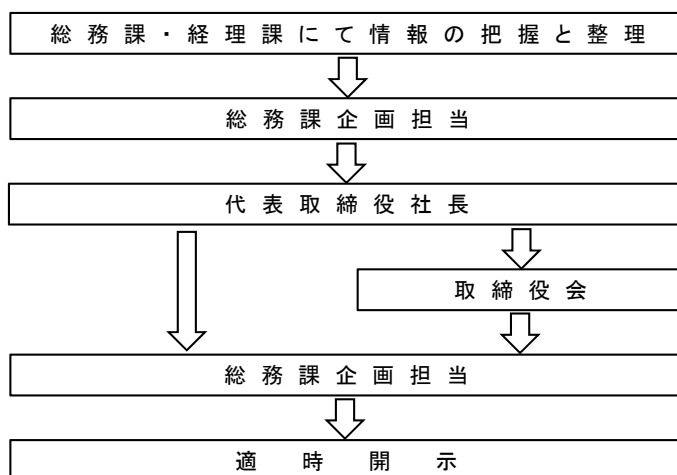 総務課・経理課にて情報の把握と整理
総務課企画担当
代表取締役社長
取締役会
総務課企画担当
適時開示